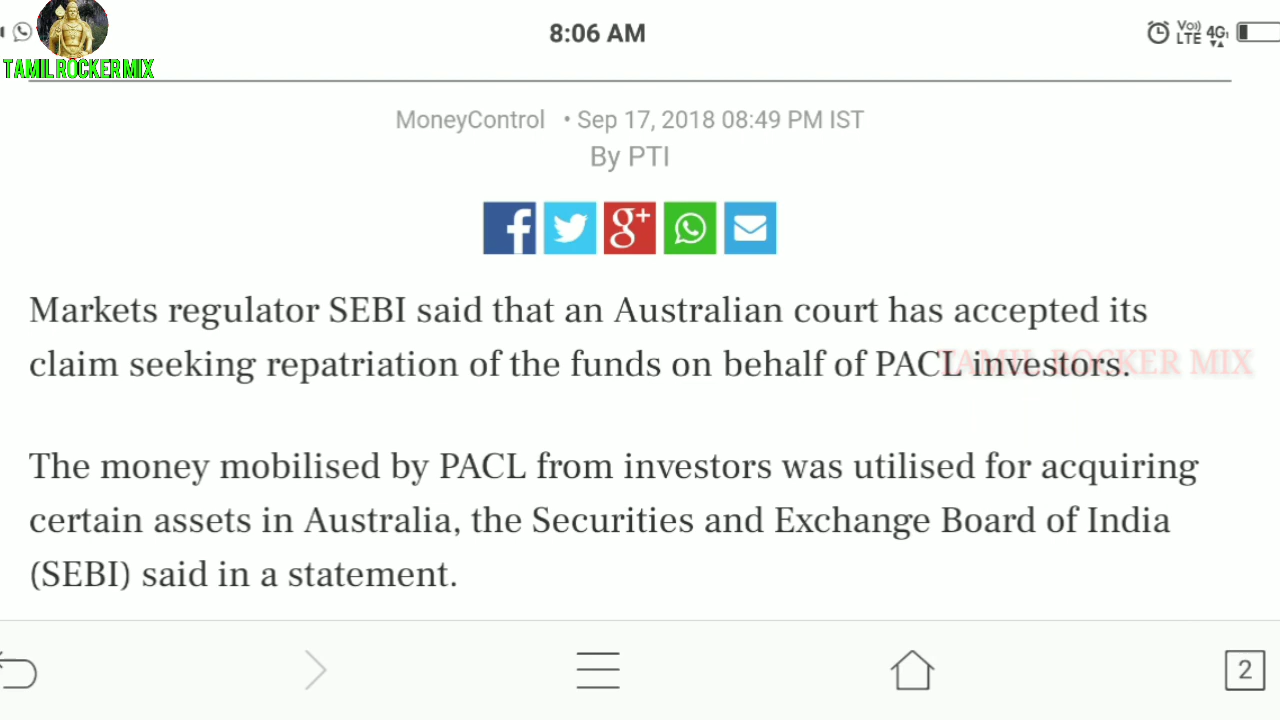 8:06 AM
Vo))
LTE 4G
TAMIL ROCKER MIX
MoneyControl • Sep 17, 2018 08:49 PM IST
By PTI
f g+
Markets regulator SEBI said that an Australian court has accepted its
claim seeking repatriation of the funds on behalf of PACL investors.
TAMIL ROCKER MIX
The money mobilised by PACL from investors was utilised for acquiring
certain assets in Australia, the Securities and Exchange Board of India
(SEBI) said in a statement.
2